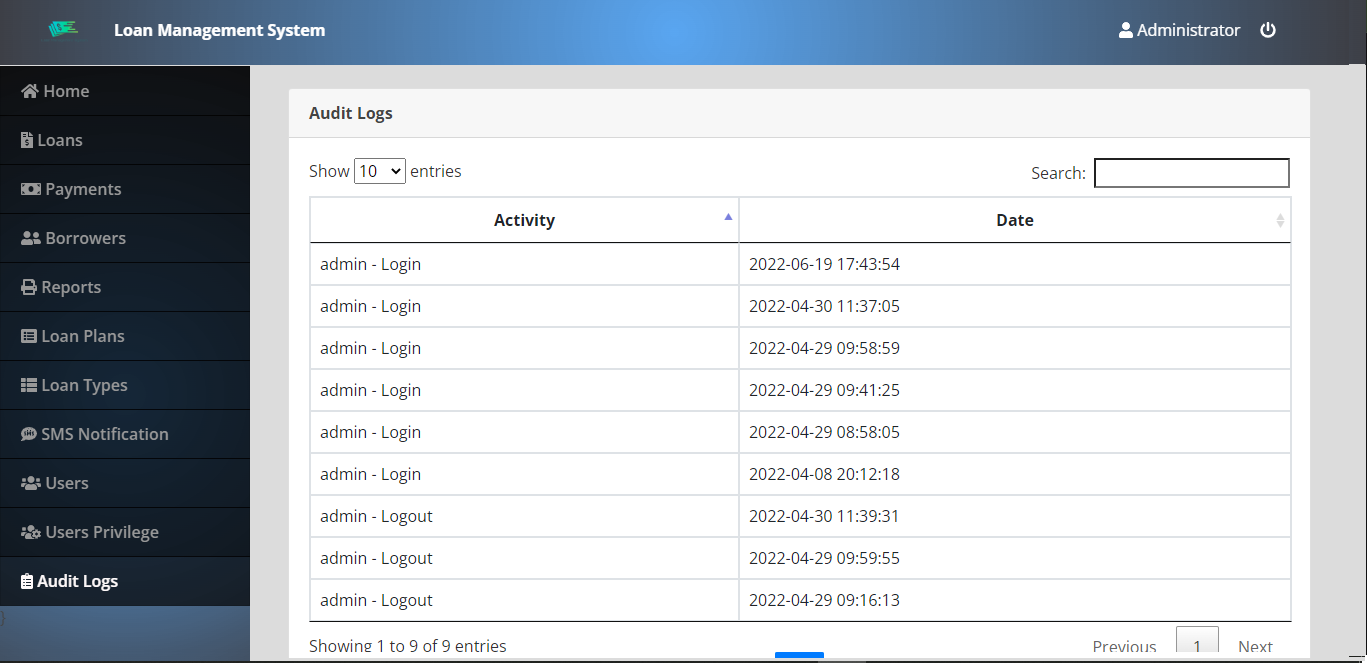 Loan Management System
Administrator
Home
Loans
Payments
Borrowers
Reports
Loan Plans
Loan Types
SMS Notification
Users
Users Privilege
Audit Logs
}
Audit Logs
Show 10 entries
Search:
Activity Date
admin - Login 2022-06-19 17:43:54
admin - Login 2022-04-30 11:37:05
admin - Login 2022-04-29 09:58:59
admin - Login 2022-04-29 09:41:25
admin - Login 2022-04-29 08:58:05
admin - Login 2022-04-08 20:12:18
admin - Logout 2022-04-30 11:39:31
admin - Logout 2022-04-29 09:59:55
admin - Logout 2022-04-29 09:16:13
Showing 1 to 9 of 9 entries
Previous 1 Next